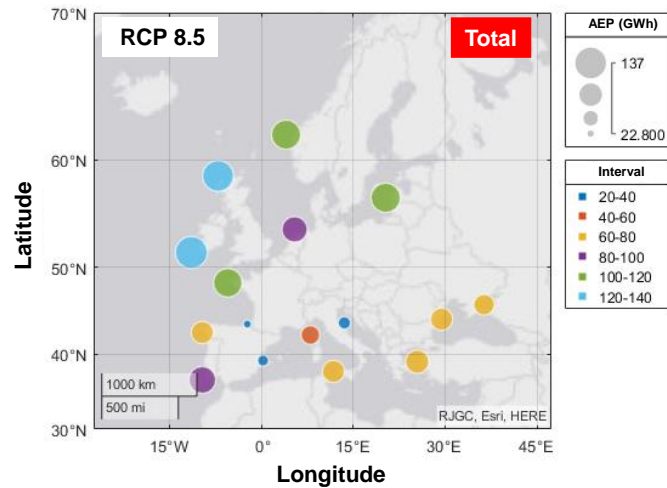 70°N
RCP 8.5
Total
AEP (GWh)
137
22.800
60°N
Interval
20-40
40-60
60-80
80-100
100-120
120-140
Latitude
50°N
40°N
1000 km
500 mi
RJGC, Esri, HERE
30°N
15°W
0°
15°E
30°E
45°E
Longitude